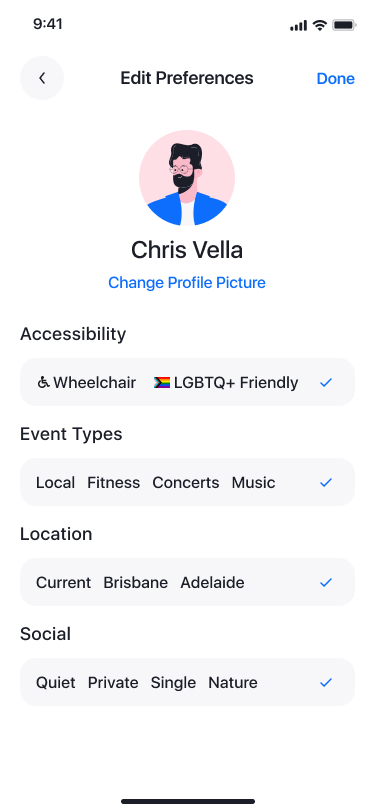 9:41
Edit Preferences Done
Chris Vella
Change Profile Picture
Accessibility
Wheelchair LGBTQ+ Friendly
Event Types
Local Fitness Concerts Music
Location
Current Brisbane Adelaide
Social
Quiet Private Single Nature